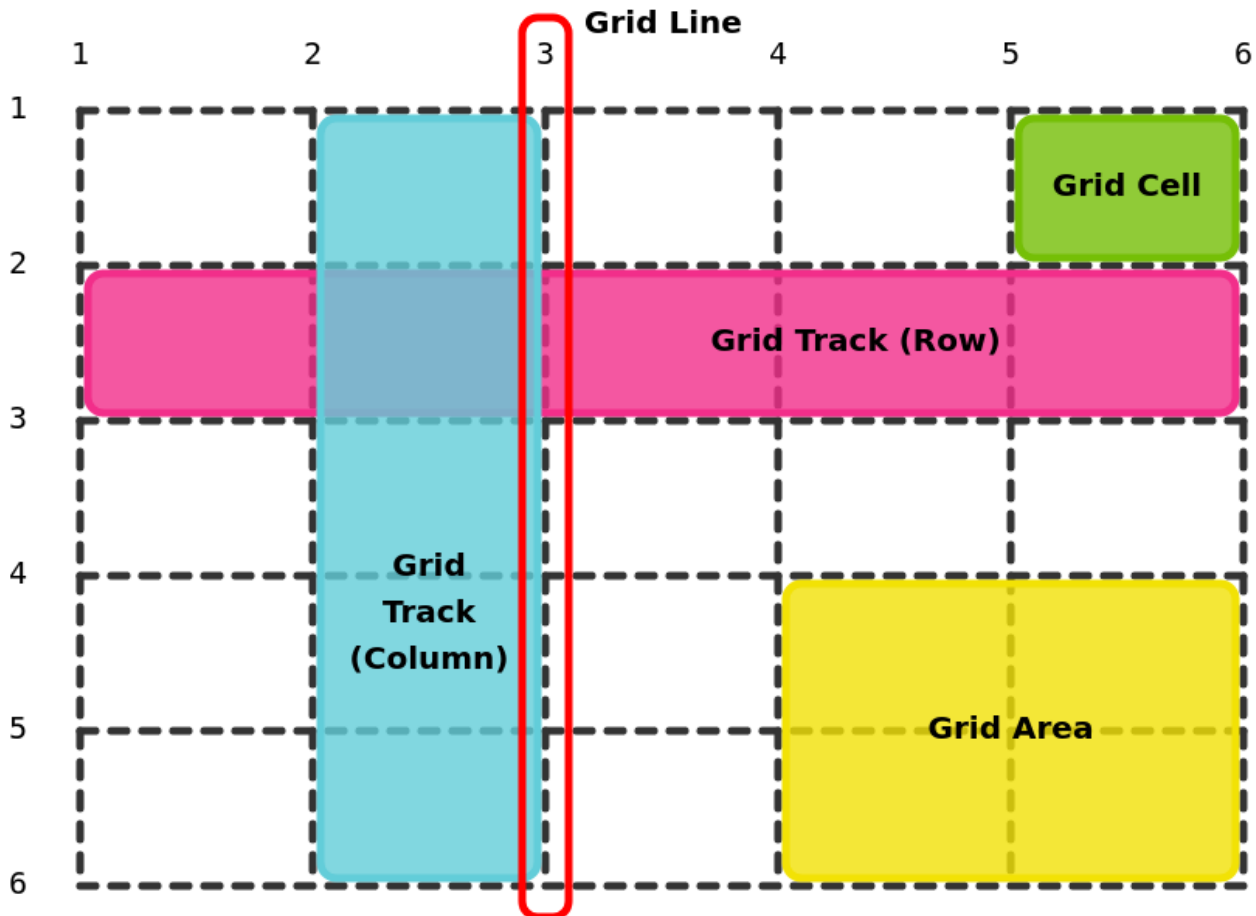 Grid Line
1 2 3 4 5 6
1
Grid Cell
2
Grid Track (Row)
3
Grid
4
Track
(Column)
5
Grid Area
6